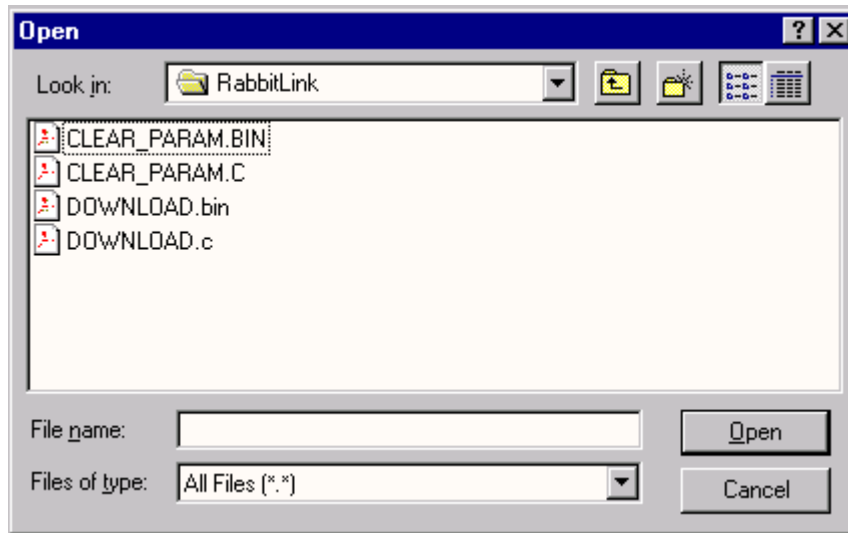 Open
Look in: RabbitLink
CLEAR_PARAM.BIN
CLEAR_PARAM.C
DOWNLOAD.bin
DOWNLOAD.c
File name: Open
Files of type: All Files (*.*) Cancel